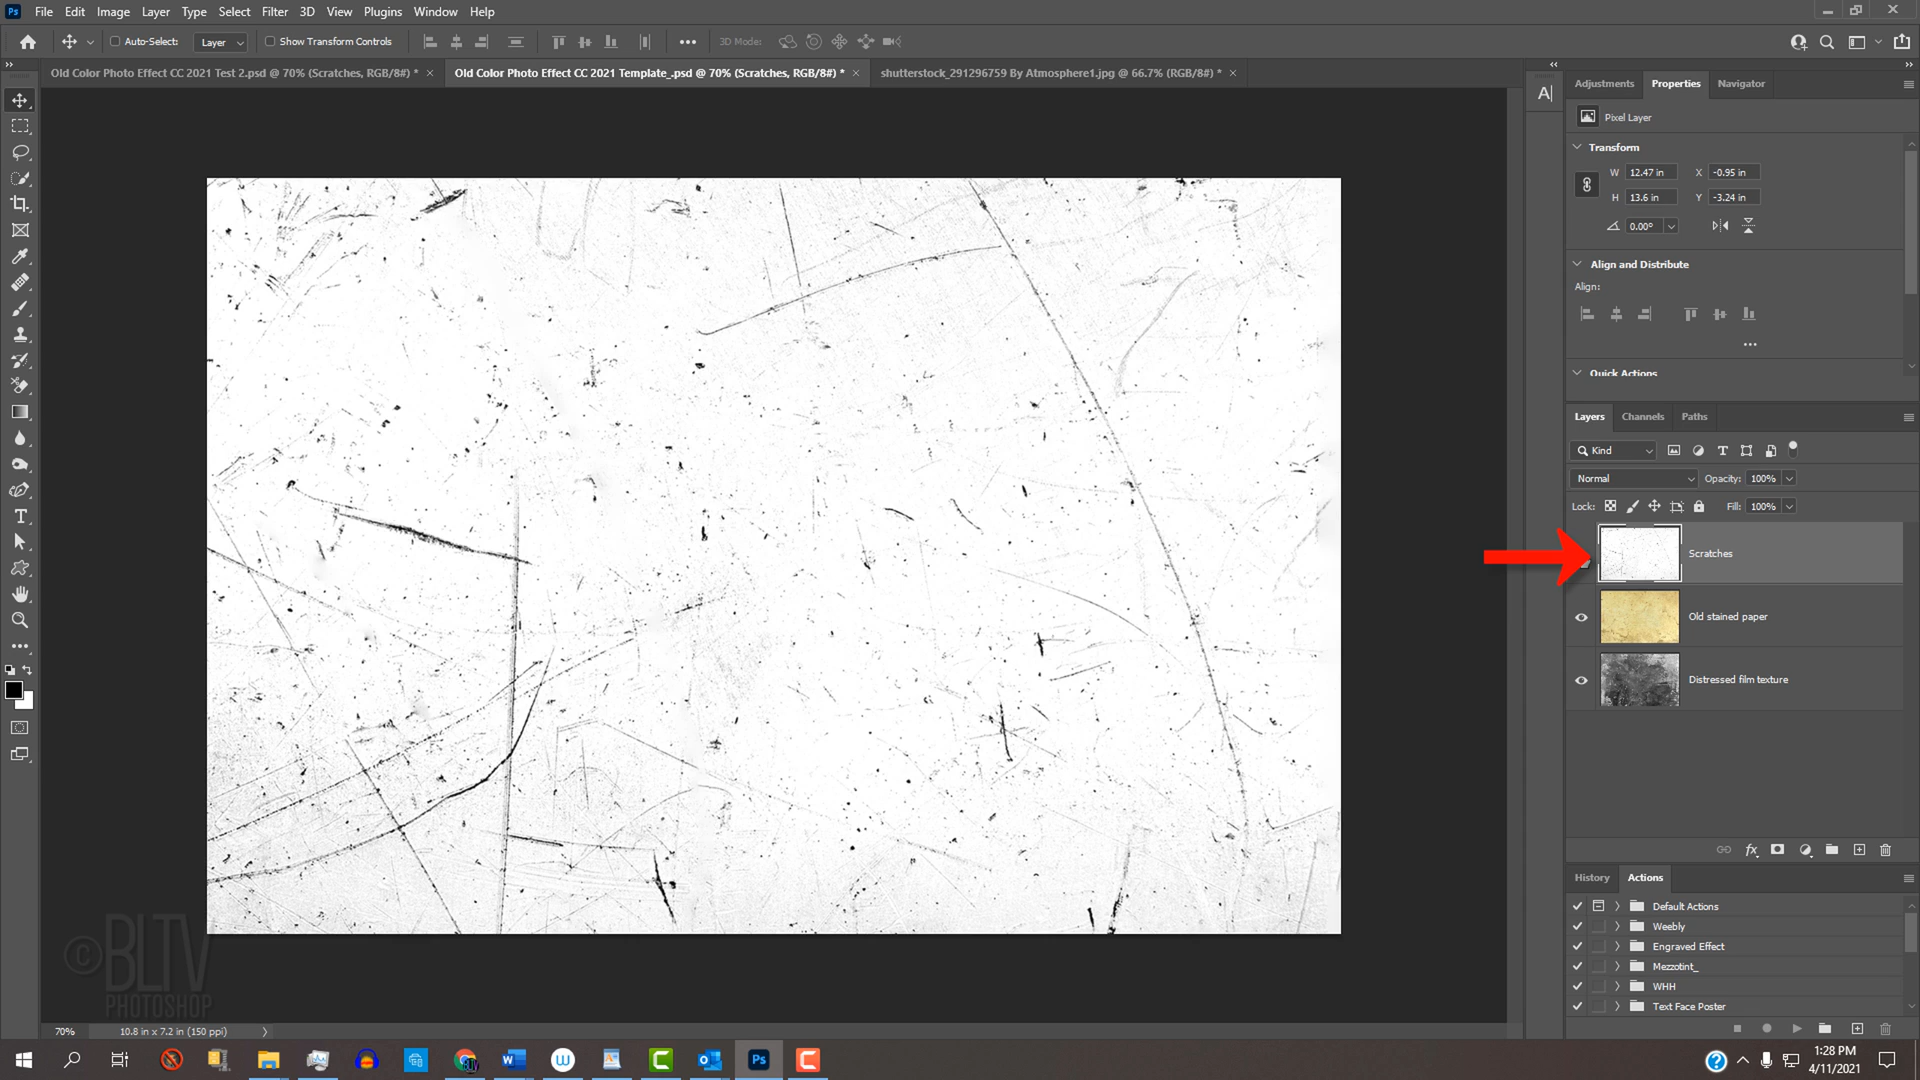 Ps File Edit Image Layer Type Select Filter 3D View Plugins Window Help
Auto-Select: Layer Show Transform Controls 3D Mode:
Old Color Photo Effect CC 2021 Test 2.psd @ 70% (Scratches, RGB/8#) * × Old Color Photo Effect CC 2021 Template_.psd @ 70% (Scratches, RGB/8#) * × shutterstock_291296759 By Atmosphere1.jpg @ 66.7% (RGB/8#) * ×
Adjustments Properties Navigator
Pixel Layer
Transform
W 12.47 in X -0.95 in
H 13.6 in Y -3.24 in
0.00°
Align and Distribute
Align:
Quick Actions
Layers Channels Paths
Kind
Normal Opacity: 100%
Lock: Fill: 100%
Scratches
Old stained paper
Distressed film texture
History Actions
Default Actions
Weebly
Engraved Effect
Mezzotint_
WHH
Text Face Poster
©BLTV
PHOTOSHOP
70% 10.8 in x 7.2 in (150 ppi)
1:28 PM
4/11/2021